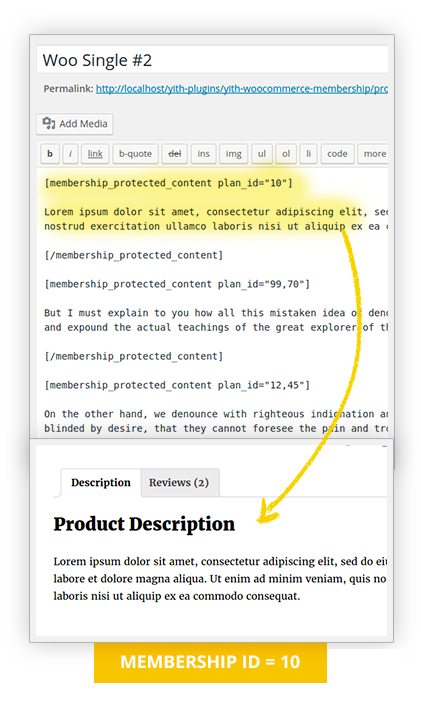 Woo Single #2
Permalink: http://localhost/yith-plugins/yith-woocommerce-membership/pro
Add Media
b i link b-quote del ins img ul ol li code more
[membership_protected_content plan_id="10"]
Lorem ipsum dolor sit amet, consectetur adipiscing elit, sed
nostrud exercitation ullamco laboris nisi ut aliquip ex ea c
[/membership_protected_content]
[membership_protected_content plan_id="99,70"]
But I must explain to you how all this mistaken idea of deno
and expound the actual teachings of the great explorer of th
[/membership_protected_content]
[membership_protected_content plan_id="12,45"]
On the other hand, we denounce with righteous indignation an
blinded by desire, that they cannot foresee the pain and tro
Description Reviews (2)
Product Description
Lorem ipsum dolor sit amet, consectetur adipiscing elit, sed do eiu
labore et dolore magna aliqua. Ut enim ad minim veniam, quis no
laboris nisi ut aliquip ex ea commodo consequat.
MEMBERSHIP ID = 10